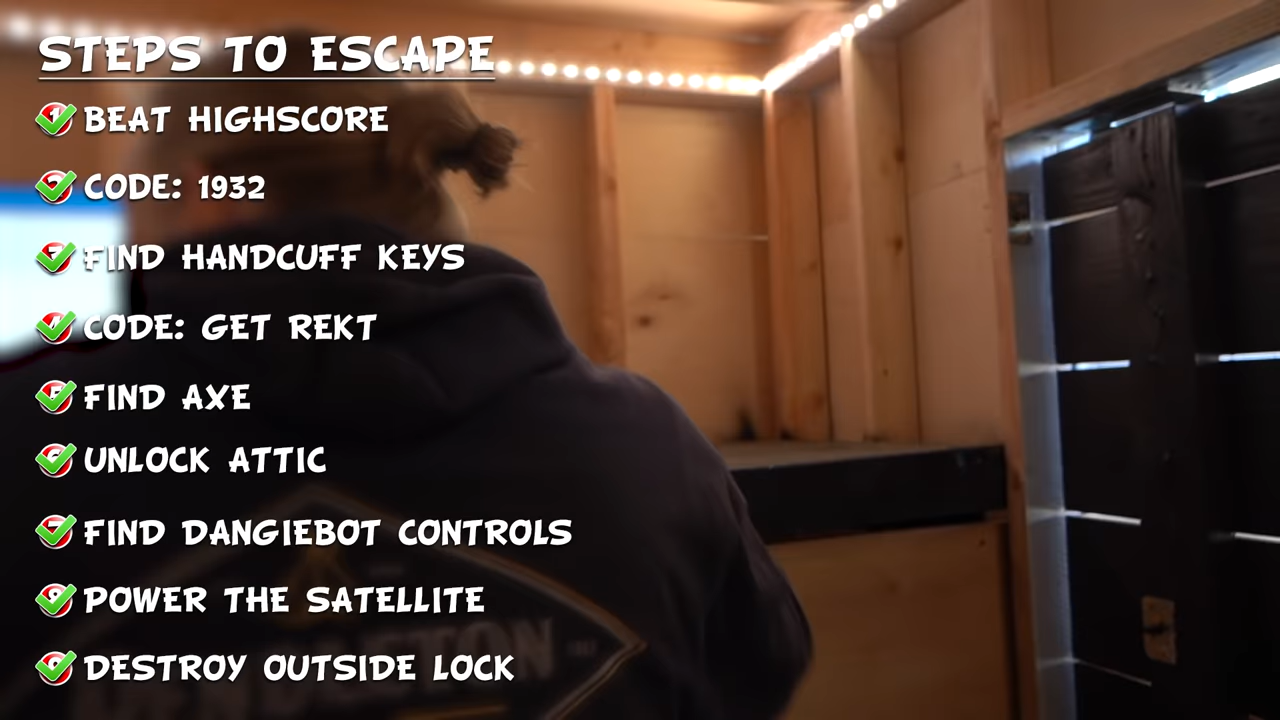 STEPS TO ESCAPE
BEAT HIGHSCORE
CODE: 1932
FIND HANDCUFF KEYS
CODE: GET REKT
FIND AXE
UNLOCK ATTIC
FIND DANGIEBOT CONTROLS
POWER THE SATELLITE
DESTROY OUTSIDE LOCK